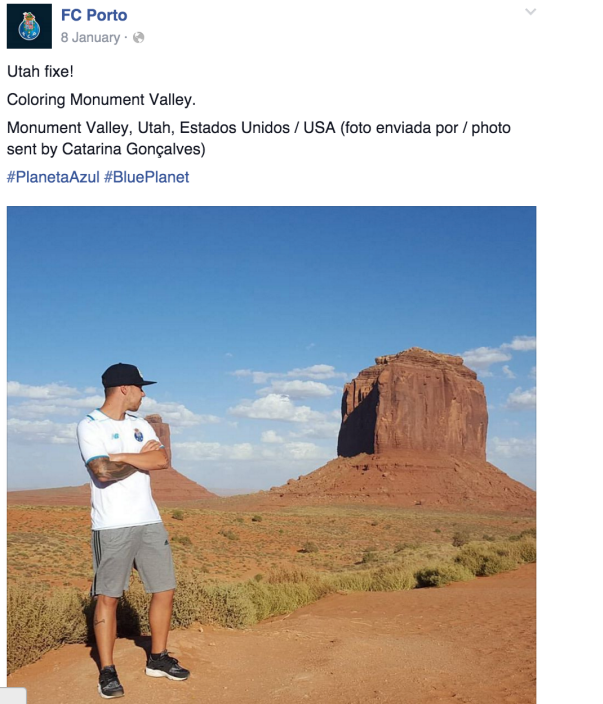 FC Porto
8 January ·
Utah fixe!
Coloring Monument Valley.
Monument Valley, Utah, Estados Unidos / USA (foto enviada por / photo
sent by Catarina Gonçalves)
#PlanetaAzul #BluePlanet